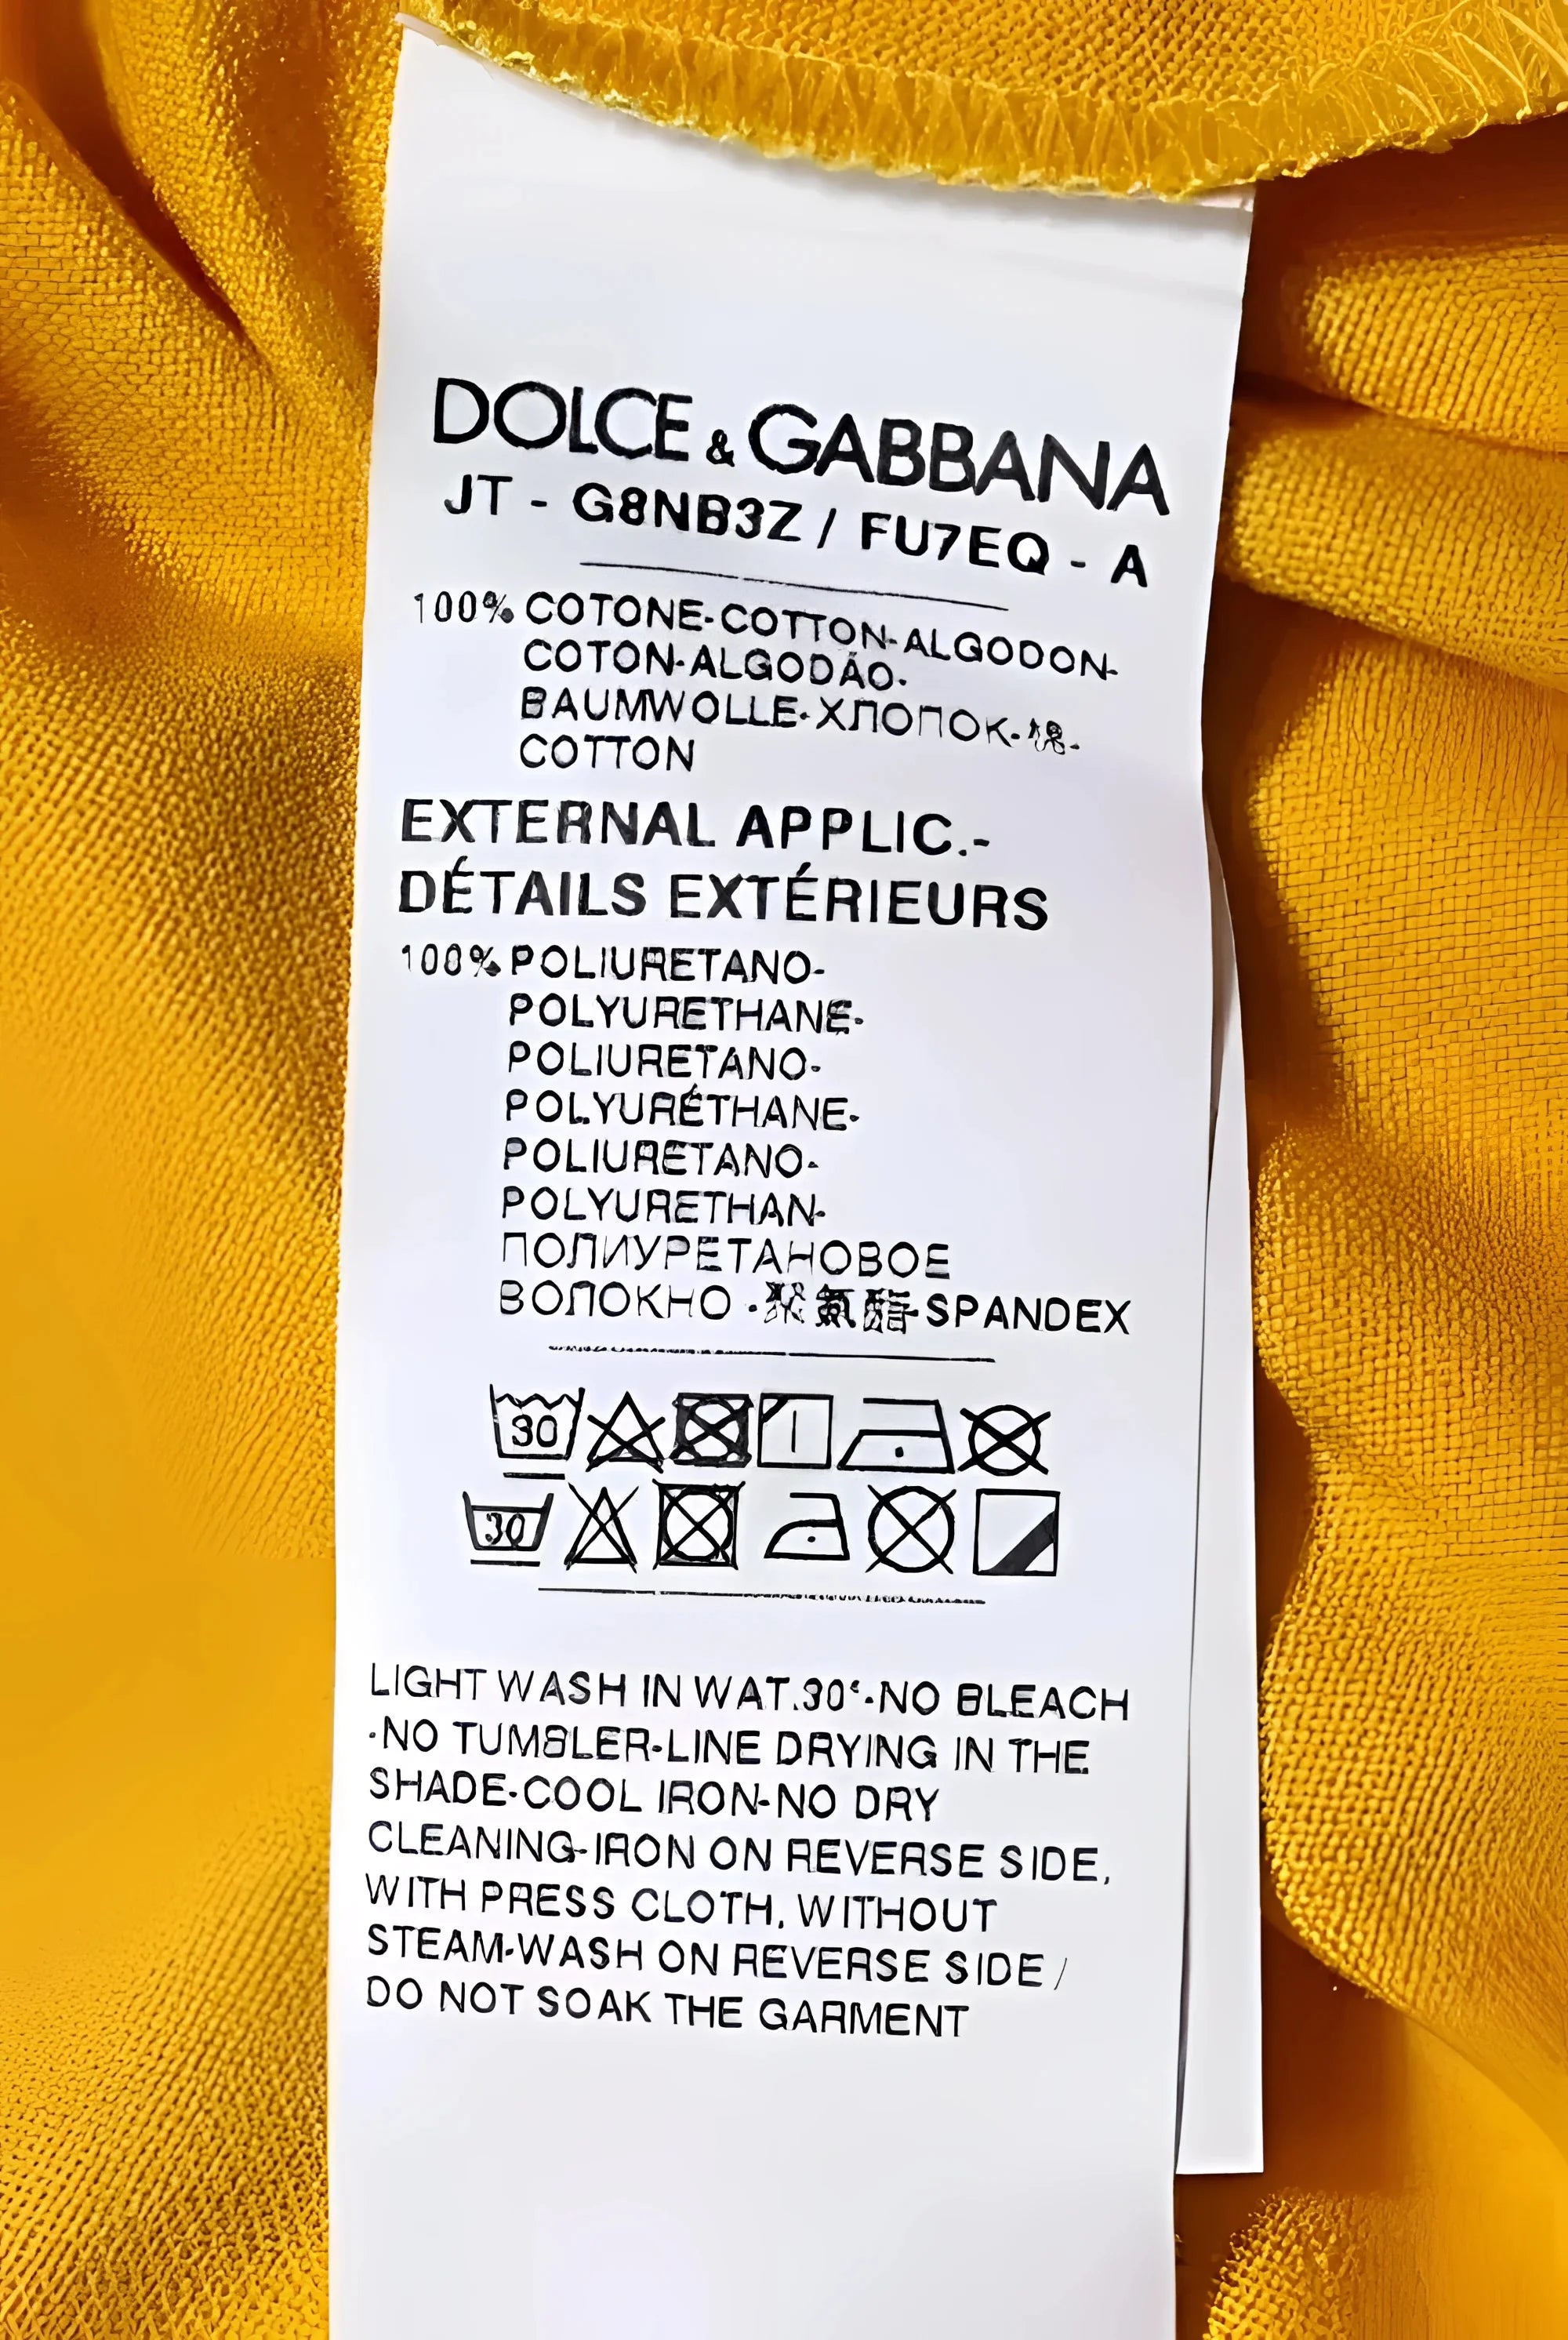 DOLCE & GABBANA
JT - G8NB3Z / FU7EQ - A
100% COTONE-COTTON-ALGODON-
COTON-ALGODÃO-
BAUMWOLLE-ХЛОПОК-棉-
COTTON
EXTERNAL APPLIC.-
DÉTAILS EXTÉRIEURS
100% POLIURETANO-
POLYURETHANE-
POLIURETANO-
POLYURÉTHANE-
POLIURETANO-
POLYURETHAN-
ПОЛИУРЕТАНОВОЕ
ВОЛОКНО-聚氨酯-SPANDEX
30
30
LIGHT WASH IN WAT.30°-NO BLEACH
-NO TUMBLER-LINE DRYING IN THE
SHADE-COOL IRON-NO DRY
CLEANING-IRON ON REVERSE SIDE,
WITH PRESS CLOTH, WITHOUT
STEAM-WASH ON REVERSE SIDE /
DO NOT SOAK THE GARMENT